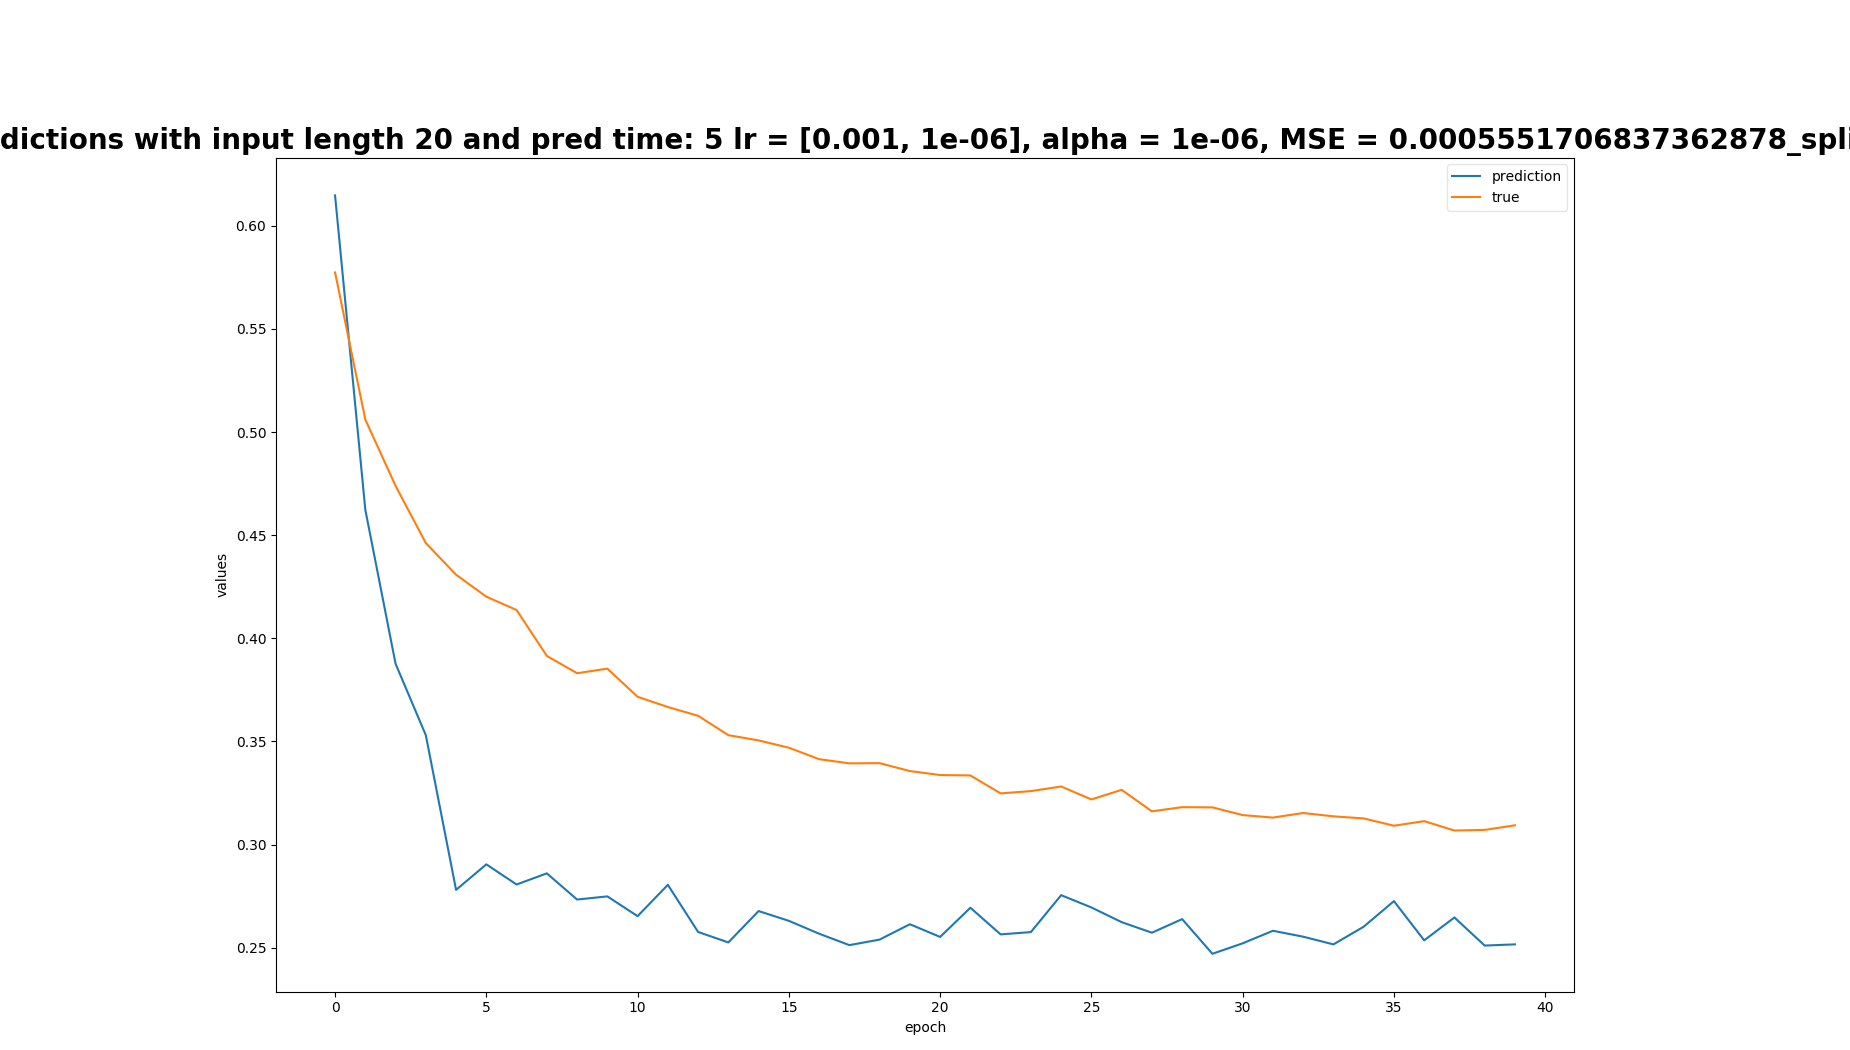 dictions with input length 20 and pred time: 5 lr = [0.001, 1e-06], alpha = 1e-06, MSE = 0.0005551706837362878_spli
prediction
true
0.60
0.55
0.50
0.45
0.40
0.35
0.30
0.25
values
0 5 10 15 20 25 30 35 40
epoch